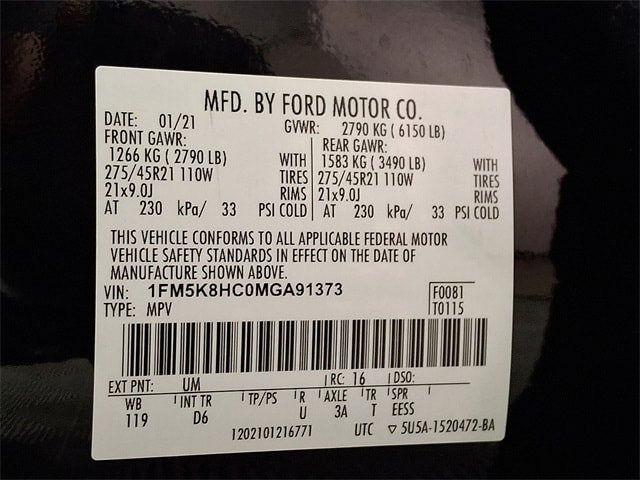 MFD. BY FORD MOTOR CO.
DATE: 01/21 GVWR: 2790 KG ( 6150 LB)
FRONT GAWR: REAR GAWR:
1266 KG ( 2790 LB) WITH 1583 KG ( 3490 LB) WITH
275/45R21 110W TIRES 275/45R21 110W TIRES
21x9.0J RIMS 21x9.0J RIMS
AT 230 kPa/ 33 PSI COLD AT 230 kPa/ 33 PSI COLD
THIS VEHICLE CONFORMS TO ALL APPLICABLE FEDERAL MOTOR
VEHICLE SAFETY STANDARDS IN EFFECT ON THE DATE OF
MANUFACTURE SHOWN ABOVE.
VIN: 1FM5K8HC0MGA91373 F0081
TYPE: MPV T0115
EXT PNT: UM RC: 16 DSO:
WB INT TR TP/PS R AXLE TR SPR
119 D6 U 3A T EESS
1202101216771 UTC ▽ 5U5A-1520472-BA